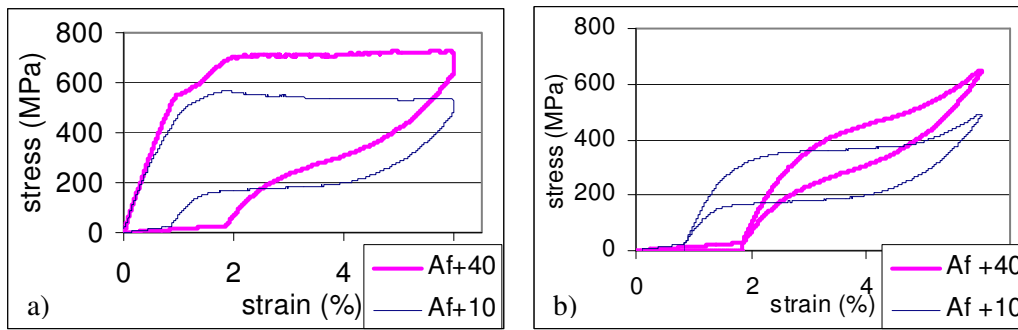 stress (MPa)
800
600
400
200
0
0 2 4
strain (%)
Af+40
Af+10
a)
stress (MPa)
800
600
400
200
0
0 2 4
strain (%)
Af +40
Af +10
b)